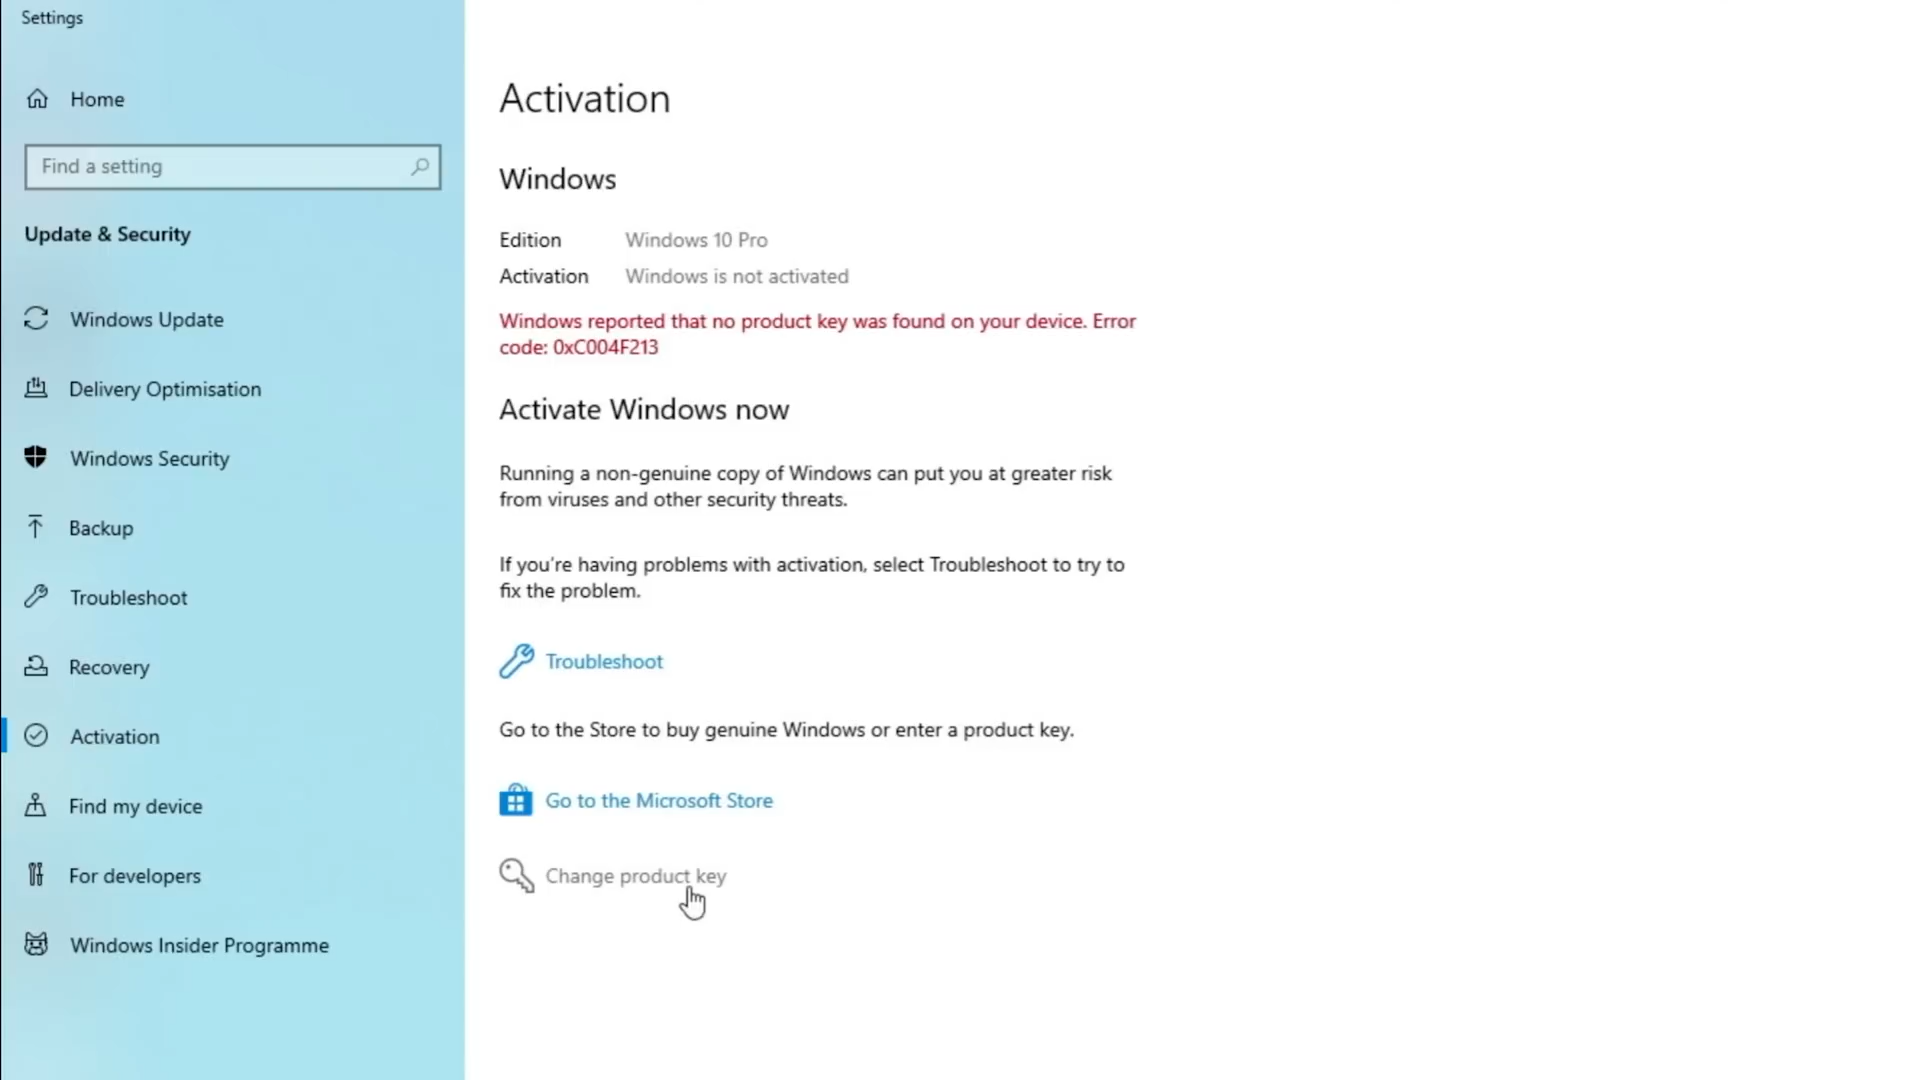 Settings
Home
Find a setting
Update & Security
Windows Update
Delivery Optimisation
Windows Security
Backup
Troubleshoot
Recovery
Activation
Find my device
For developers
Windows Insider Programme
Activation
Windows
Edition Windows 10 Pro
Activation Windows is not activated
Windows reported that no product key was found on your device. Error
code: 0xC004F213
Activate Windows now
Running a non-genuine copy of Windows can put you at greater risk
from viruses and other security threats.
If you're having problems with activation, select Troubleshoot to try to
fix the problem.
Troubleshoot
Go to the Store to buy genuine Windows or enter a product key.
Go to the Microsoft Store
Change product key